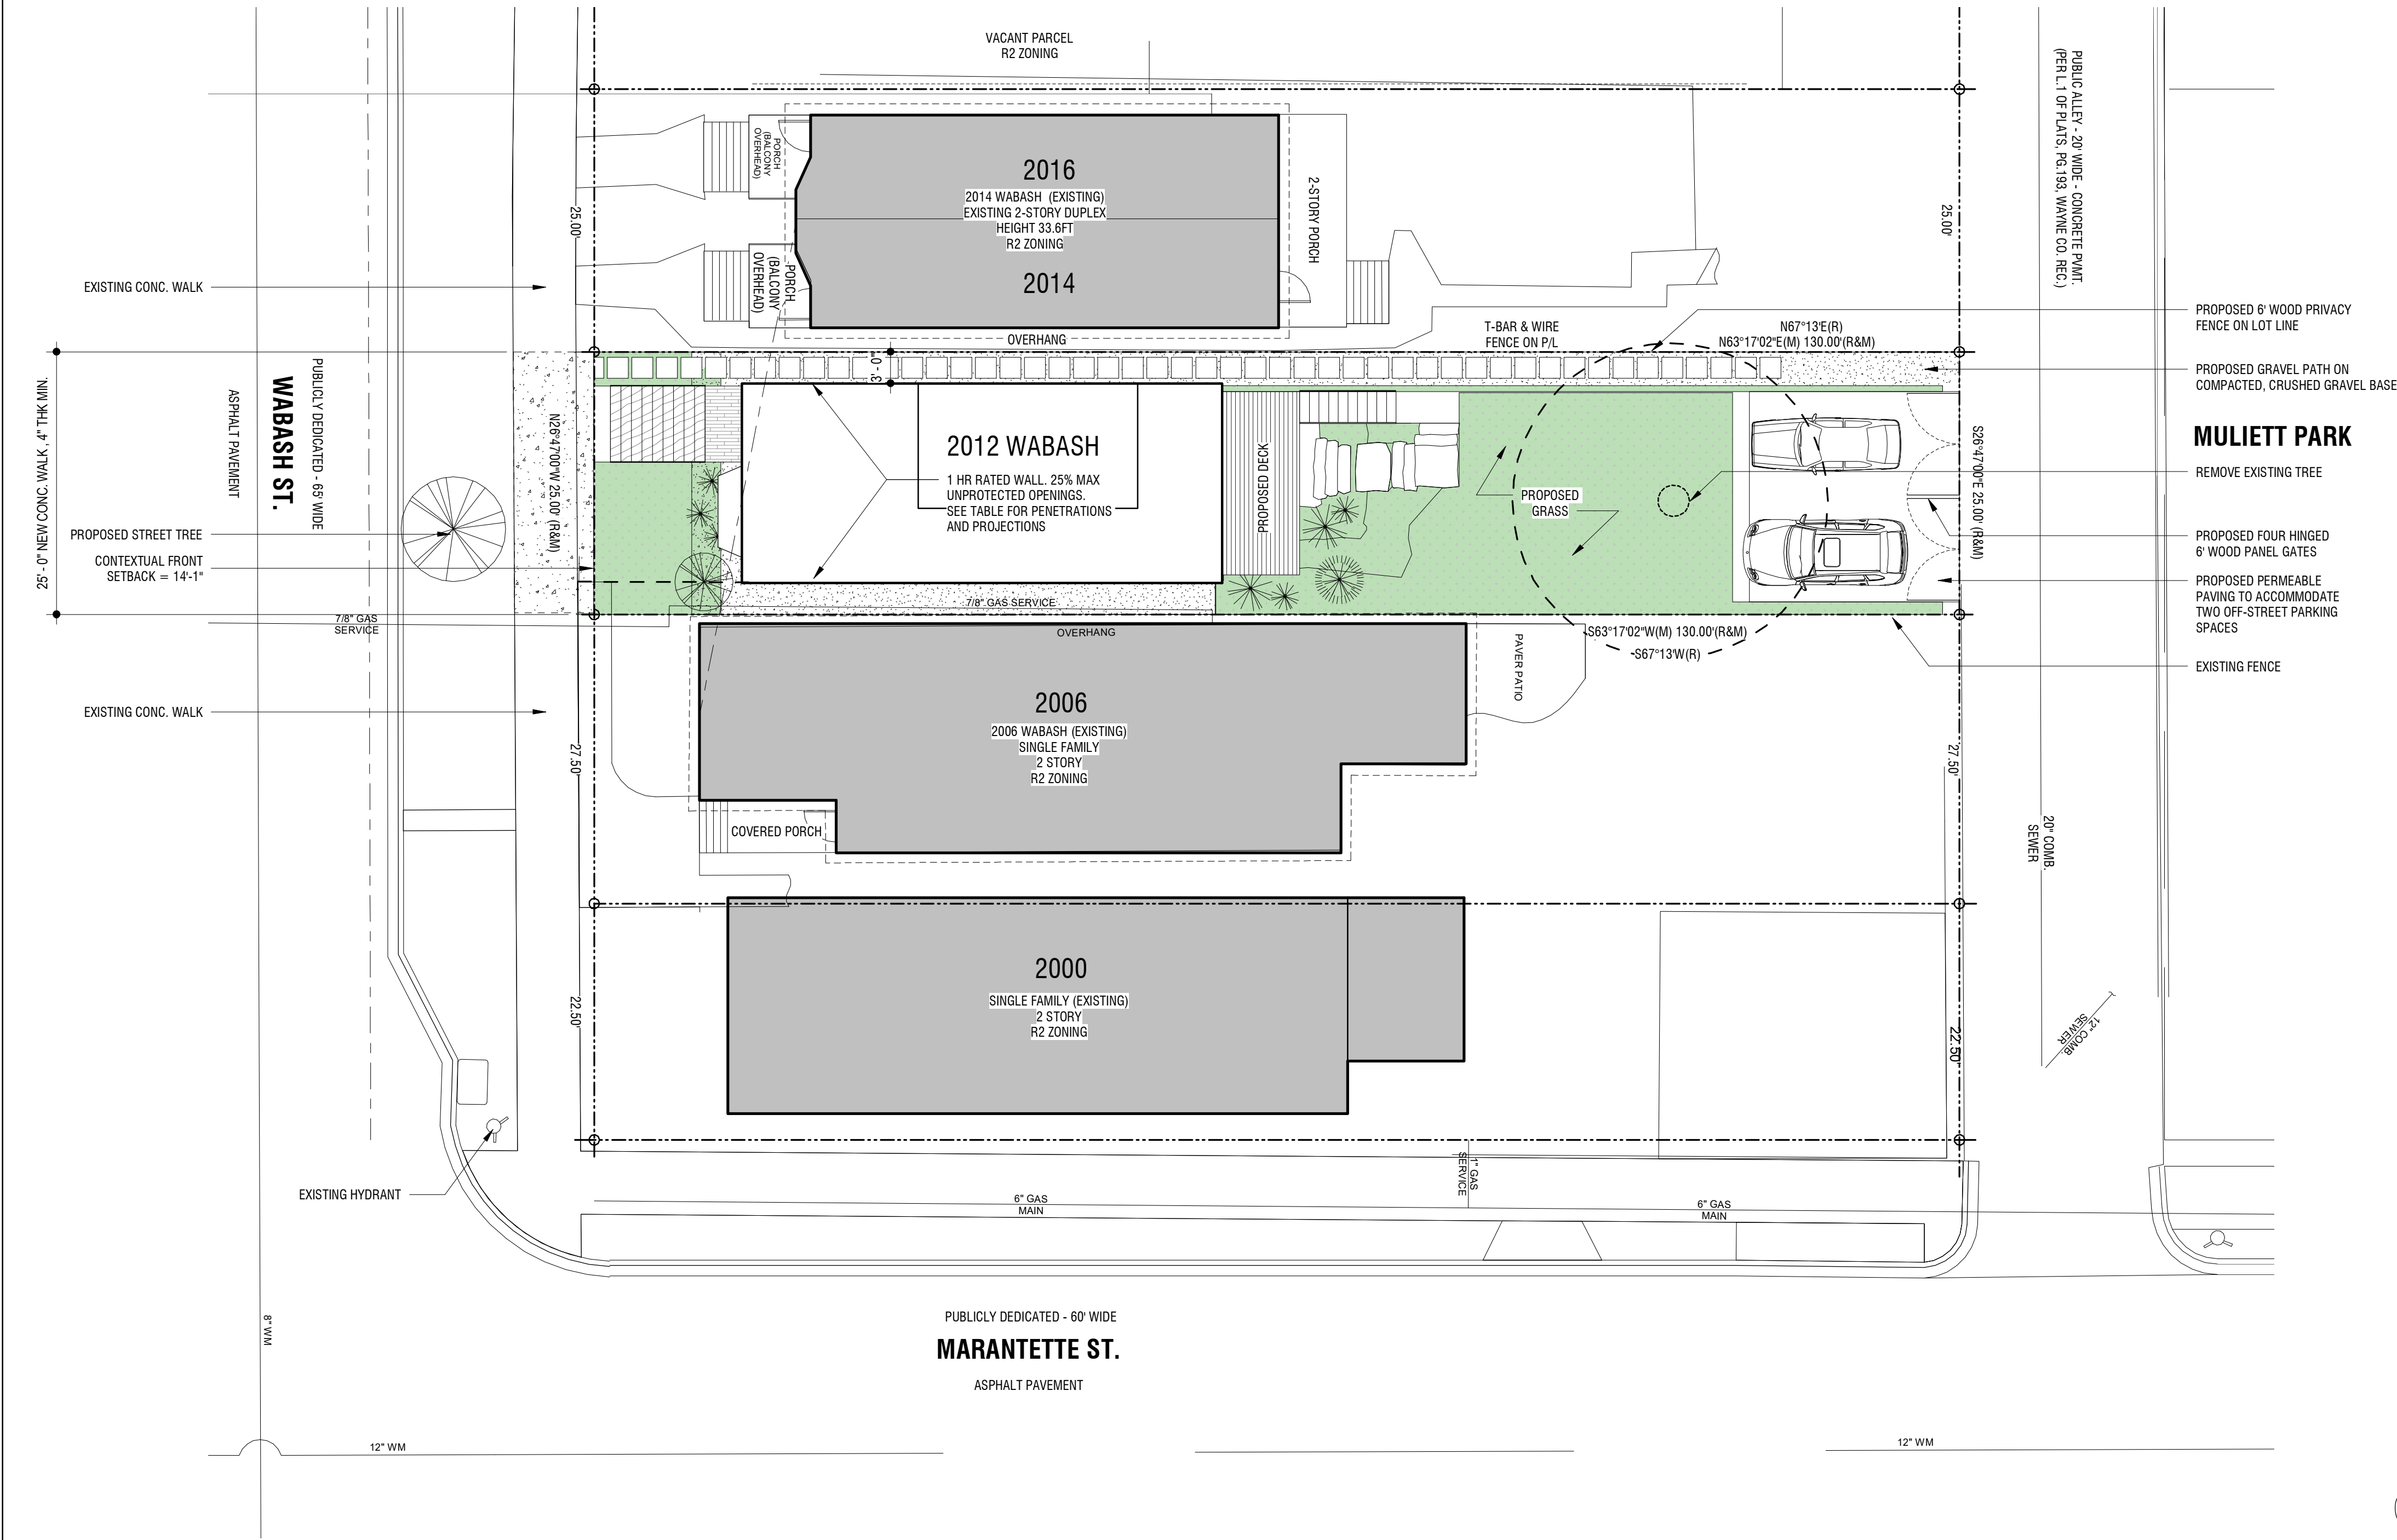 VACANT PARCEL
R2 ZONING
PUBLIC ALLEY - 20' WIDE - CONCRETE PVMT.
(PER L.1 OF PLATS, PG.193, WAYNE CO. REC.)
PORCH
(BALCONY
OVERHEAD)
2016
2014 WABASH (EXISTING)
EXISTING 2-STORY DUPLEX
HEIGHT 33.6FT
R2 ZONING
2014
2-STORY PORCH
25.00'
25.00'
PORCH
(BALCONY
OVERHEAD)
EXISTING CONC. WALK
OVERHANG
T-BAR & WIRE
FENCE ON P/L
N67°13'E(R)
N63°17'02"E(M) 130.00'(R&M)
PROPOSED 6' WOOD PRIVACY
FENCE ON LOT LINE
3' - 0"
PROPOSED GRAVEL PATH ON
COMPACTED, CRUSHED GRAVEL BASE
25' - 0" NEW CONC. WALK, 4" THK MIN.
ASPHALT PAVEMENT
WABASH ST.
PUBLICLY DEDICATED - 65' WIDE
N26°47'00"W 25.00' (R&M)
2012 WABASH
1 HR RATED WALL. 25% MAX
UNPROTECTED OPENINGS.
SEE TABLE FOR PENETRATIONS
AND PROJECTIONS
PROPOSED DECK
PROPOSED
GRASS
S26°47'00"E 25.00' (R&M)
MULIETT PARK
REMOVE EXISTING TREE
PROPOSED STREET TREE
CONTEXTUAL FRONT
SETBACK = 14'-1"
PROPOSED FOUR HINGED
6' WOOD PANEL GATES
PROPOSED PERMEABLE
PAVING TO ACCOMMODATE
TWO OFF-STREET PARKING
SPACES
7/8" GAS SERVICE
7/8" GAS
SERVICE
OVERHANG
S63°17'02"W(M) 130.00'(R&M)
S67°13'W(R)
EXISTING FENCE
PAVER PATIO
EXISTING CONC. WALK
2006
2006 WABASH (EXISTING)
SINGLE FAMILY
2 STORY
R2 ZONING
27.50'
27.50'
COVERED PORCH
20" COMB.
SEWER
2000
SINGLE FAMILY (EXISTING)
2 STORY
R2 ZONING
22.50'
22.50'
12" COMB.
SEWER
EXISTING HYDRANT
1" GAS
SERVICE
6" GAS
MAIN
6" GAS
MAIN
8" WM
PUBLICLY DEDICATED - 60' WIDE
MARANTETTE ST.
ASPHALT PAVEMENT
12" WM
12" WM